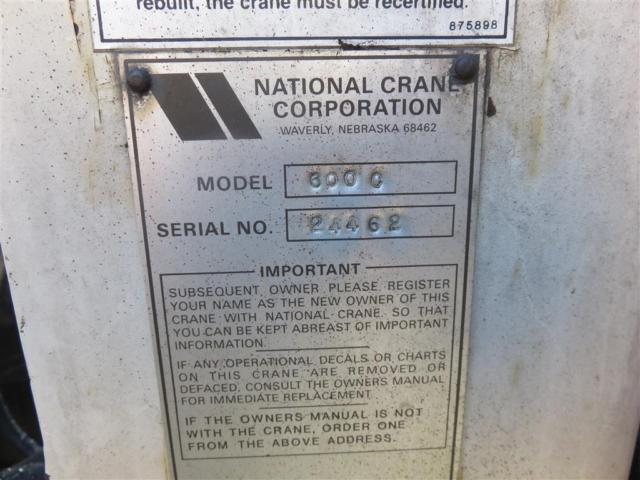 rebuilt, the crane must be recertified.
875898
NATIONAL CRANE
CORPORATION
WAVERLY, NEBRASKA 68462
MODEL 600 C
SERIAL NO. 24462
IMPORTANT
SUBSEQUENT OWNER PLEASE REGISTER
YOUR NAME AS THE NEW OWNER OF THIS
CRANE WITH NATIONAL CRANE SO THAT
YOU CAN BE KEPT ABREAST OF IMPORTANT
INFORMATION.
IF ANY OPERATIONAL DECALS OR CHARTS
ON THIS CRANE ARE REMOVED OR
DEFACED, CONSULT THE OWNERS MANUAL
FOR IMMEDIATE REPLACEMENT.
IF THE OWNERS MANUAL IS NOT
WITH THE CRANE, ORDER ONE
FROM THE ABOVE ADDRESS.